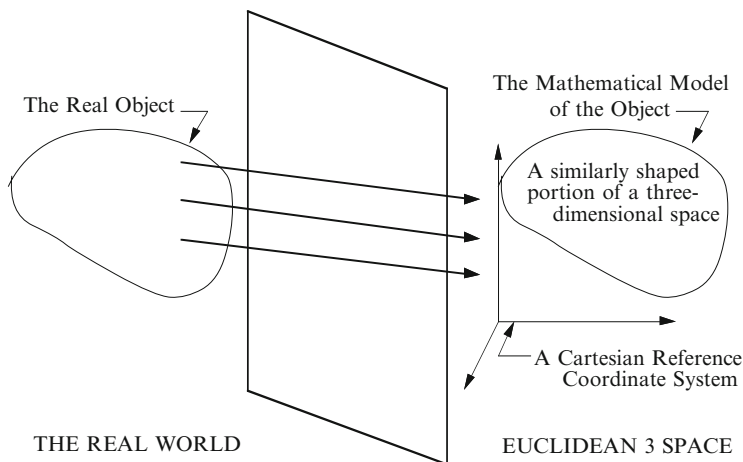 The Real Object
The Mathematical Model
of the Object
A similarly shaped
portion of a three-
dimensional space
A Cartesian Reference
Coordinate System
THE REAL WORLD
EUCLIDEAN 3 SPACE